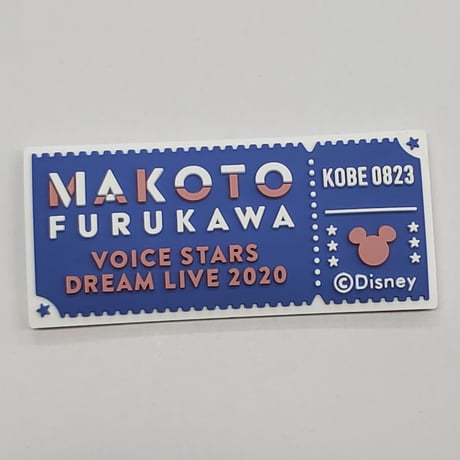 MAKOTO
FURUKAWA
VOICE STARS
DREAM LIVE 2020
KOBE 0823
©Disney